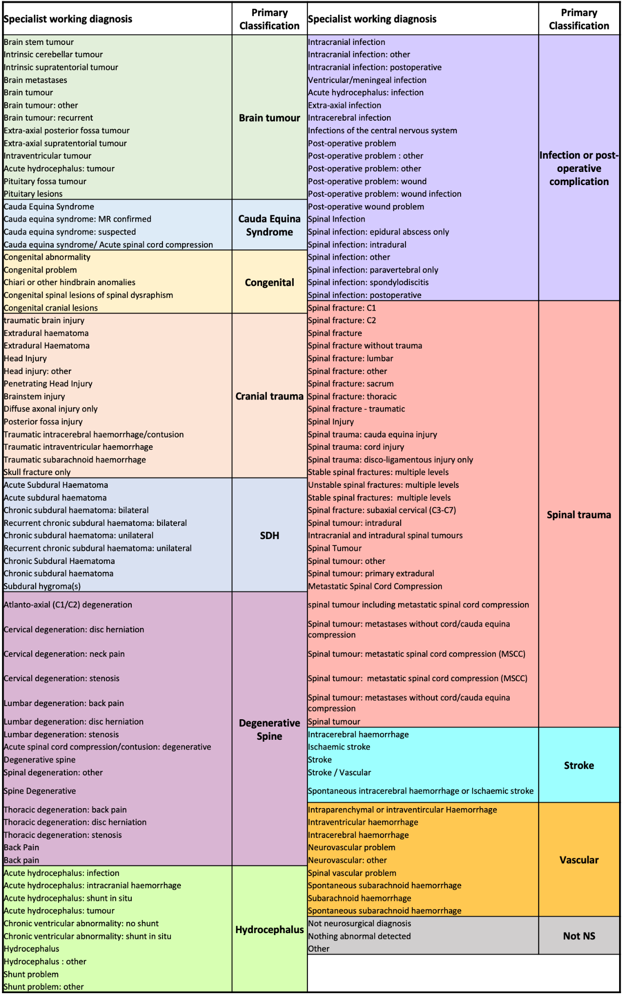 Specialist working diagnosis
Primary
Classification
Brain stem tumour
Intrinsic cerebellar tumour
Intrinsic supratentorial tumour
Brain metastases
Brain tumour
Brain tumour: other
Brain tumour: recurrent
Extra-axial posterior fossa tumour
Extra-axial supratentorial tumour
Intraventricular tumour
Acute hydrocephalus: tumour
Pituitary fossa tumour
Pituitary lesions
Brain tumour
Cauda Equina Syndrome
Cauda equina syndrome: MR confirmed
Cauda equina syndrome: suspected
Cauda equina syndrome/ Acute spinal cord compression
Cauda Equina
Syndrome
Congenital abnormality
Congenital problem
Chiari or other hindbrain anomalies
Congenital spinal lesions of spinal dysraphism
Congenital cranial lesions
Congenital
traumatic brain injury
Extradural haematoma
Extradural Haematoma
Head Injury
Head injury: other
Penetrating Head Injury
Brainstem injury
Diffuse axonal injury only
Posterior fossa injury
Traumatic intracerebral haemorrhage/contusion
Traumatic intraventricular haemorrhage
Traumatic subarachnoid haemorrhage
Skull fracture only
Cranial trauma
Acute Subdural Haematoma
Acute subdural haematoma
Chronic subdural haematoma: bilateral
Recurrent chronic subdural haematoma: bilateral
Chronic subdural haematoma: unilateral
Recurrent chronic subdural haematoma: unilateral
Chronic Subdural Haematoma
Chronic subdural haematoma
Subdural hygroma(s)
SDH
Atlanto-axial (C1/C2) degeneration
Cervical degeneration: disc herniation
Cervical degeneration: neck pain
Cervical degeneration: stenosis
Lumbar degeneration: back pain
Lumbar degeneration: disc herniation
Lumbar degeneration: stenosis
Acute spinal cord compression/contusion: degenerative
Degenerative spine
Spinal degeneration: other
Spine Degenerative
Thoracic degeneration: back pain
Thoracic degeneration: disc herniation
Thoracic degeneration: stenosis
Back Pain
Back pain
Degenerative
Spine
Acute hydrocephalus: infection
Acute hydrocephalus: intracranial haemorrhage
Acute hydrocephalus: shunt in situ
Acute hydrocephalus: tumour
Chronic ventricular abnormality: no shunt
Chronic ventricular abnormality: shunt in situ
Hydrocephalus
Hydrocephalus : other
Shunt problem
Shunt problem: other
Hydrocephalus
Specialist working diagnosis
Primary
Classification
Intracranial infection
Intracranial infection: other
Intracranial infection: postoperative
Ventricular/meningeal infection
Acute hydrocephalus: infection
Extra-axial infection
Intracerebral infection
Infections of the central nervous system
Post-operative problem
Post-operative problem : other
Post-operative problem: other
Post-operative problem: wound
Post-operative problem: wound infection
Post-operative wound problem
Spinal Infection
Spinal infection: epidural abscess only
Spinal infection: intradural
Spinal infection: other
Spinal infection: paravertebral only
Spinal infection: spondylodiscitis
Spinal infection: postoperative
Infection or post-
operative
complication
Spinal fracture: C1
Spinal fracture: C2
Spinal fracture
Spinal fracture without trauma
Spinal fracture: lumbar
Spinal fracture: other
Spinal fracture: sacrum
Spinal fracture: thoracic
Spinal fracture - traumatic
Spinal Injury
Spinal trauma: cauda equina injury
Spinal trauma: cord injury
Spinal trauma: disco-ligamentous injury only
Stable spinal fractures: multiple levels
Unstable spinal fractures: multiple levels
Stable spinal fractures:  multiple levels
Spinal fracture: subaxial cervical (C3-C7)
Spinal tumour: intradural
Intracranial and intradural spinal tumours
Spinal Tumour
Spinal tumour: other
Spinal tumour: primary extradural
Metastatic Spinal Cord Compression
spinal tumour including metastatic spinal cord compression
Spinal tumour: metastases without cord/cauda equina
compression
Spinal tumour: metastatic spinal cord compression (MSCC)
Spinal tumour:  metastatic spinal cord compression (MSCC)
Spinal tumour: metastases without cord/cauda equina
compression
Spinal tumour
Spinal trauma
Intracerebral haemorrhage
Ischaemic stroke
Stroke
Stroke / Vascular
Spontaneous intracerebral haemorrhage or Ischaemic stroke
Stroke
Intraparenchymal or intraventircular Haemorrhage
Intraventricular haemorrhage
Intracerebral haemorrhage
Neurovascular problem
Neurovascular: other
Spinal vascular problem
Spontaneous subarachnoid haemorrhage
Subarachnoid haemorrhage
Spontaneous subarachnoid haemorrhage
Vascular
Not neurosurgical diagnosis
Nothing abnormal detected
Other
Not NS